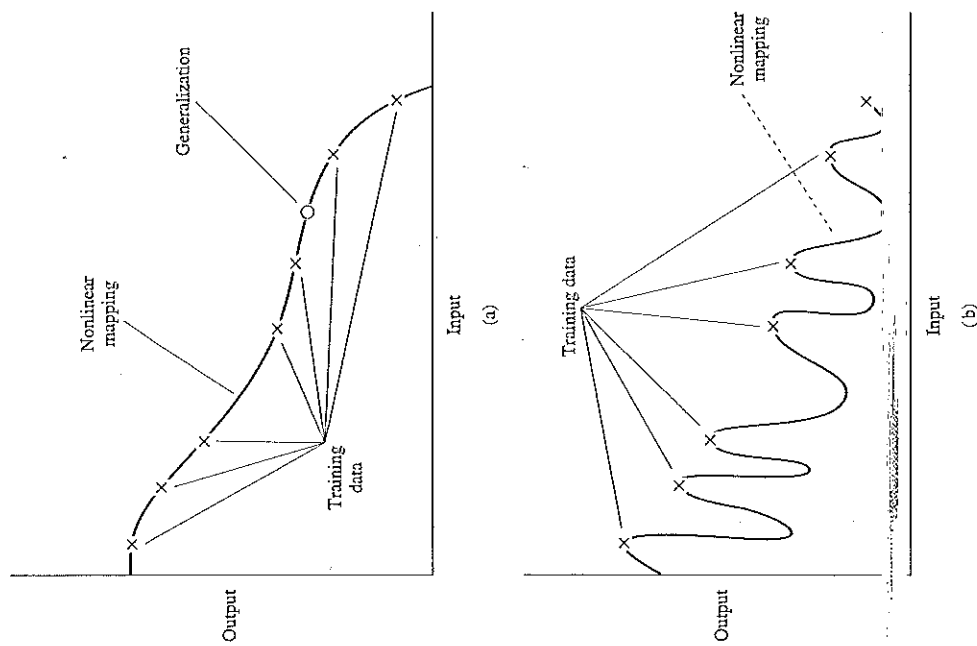 Output
Nonlinear
mapping
Generalization
Training
data
Input
(a)
Output
Training data
Nonlinear
mapping
Input
(b)